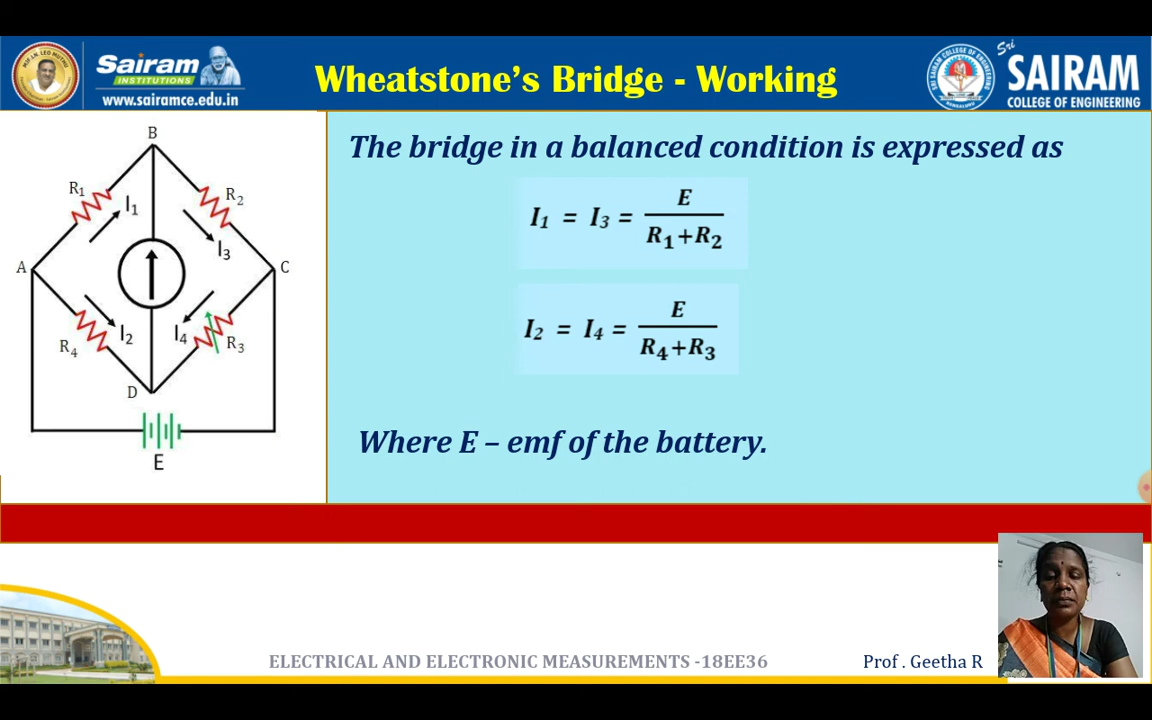 Sairam
INSTITUTIONS
www.sairamce.edu.in
Wheatstone's Bridge - Working
Sri
SAIRAM
COLLEGE OF ENGINEERING
The bridge in a balanced condition is expressed as
I₁ = I₃ = E / R₁+R₂
I₂ = I₄ = E / R₄+R₃
Where E – emf of the battery.
B
R₁
I₁
R₂
I₃
A
C
R₄
I₂
I₄
R₃
D
E
ELECTRICAL AND ELECTRONIC MEASUREMENTS -18EE36
Prof . Geetha R